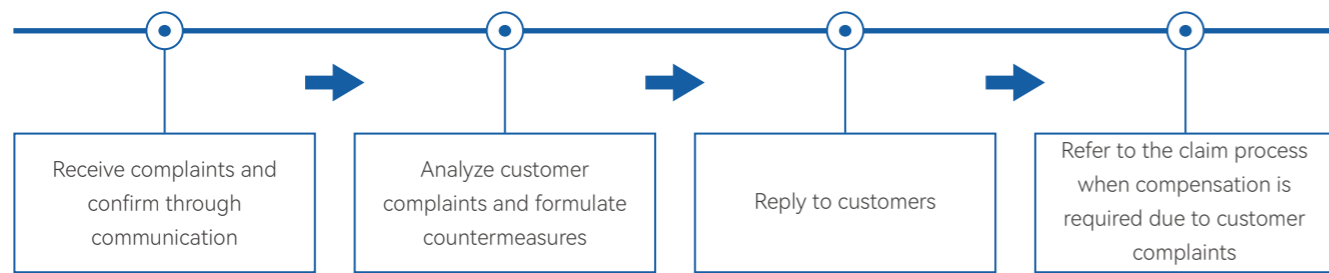 Receive complaints and
confirm through
communication
Analyze customer
complaints and formulate
countermeasures
Reply to customers
Refer to the claim process
when compensation is
required due to customer
complaints